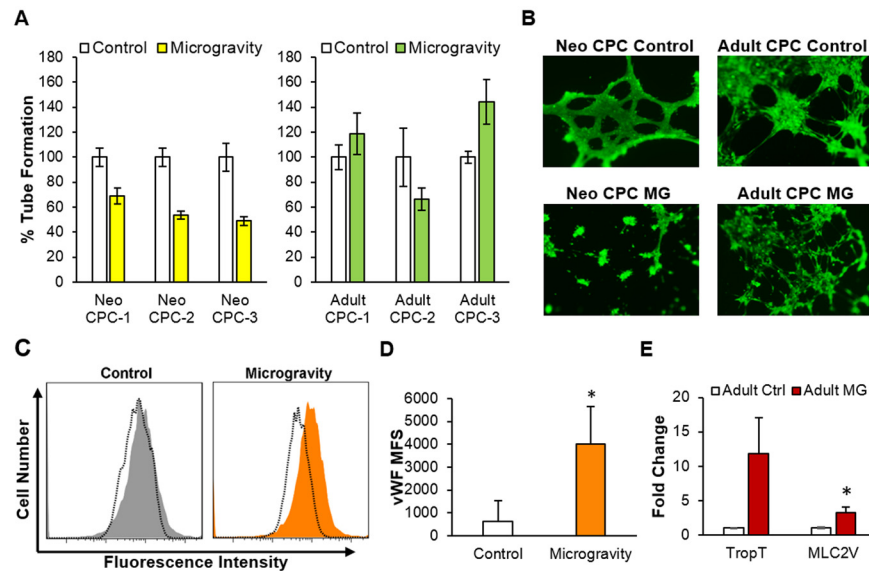 A
Control Microgravity
Control Microgravity
% Tube Formation
140
120
100
80
60
40
20
0
Neo CPC-1
Neo CPC-2
Neo CPC-3
180
160
140
120
100
80
60
40
20
0
Adult CPC-1
Adult CPC-2
Adult CPC-3
B
Neo CPC Control
Adult CPC Control
Neo CPC MG
Adult CPC MG
C
Control
Microgravity
Cell Number
Fluorescence Intensity
D
vWF MFS
6000
5000
4000
3000
2000
1000
0
*
Control
Microgravity
E
Adult Ctrl Adult MG
Fold Change
20
15
10
5
0
*
TropT
MLC2V